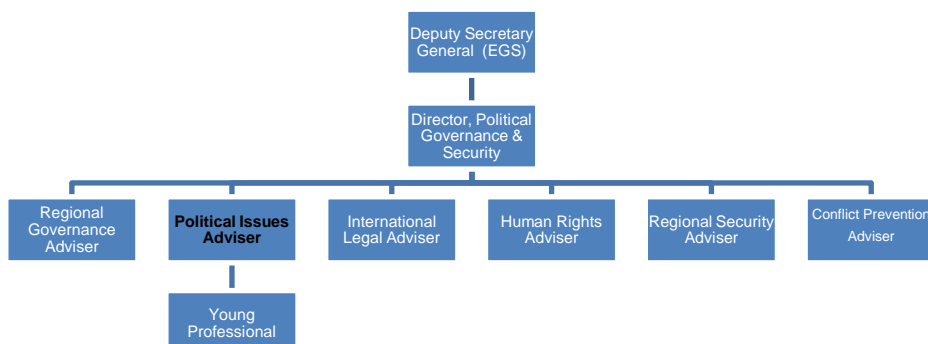 Deputy Secretary
General (EGS)
Director, Political
Governance &
Security
Regional
Governance
Adviser
Political Issues
Adviser
International
Legal Adviser
Human Rights
Adviser
Regional Security
Adviser
Conflict Prevention
Adviser
Young
Professional